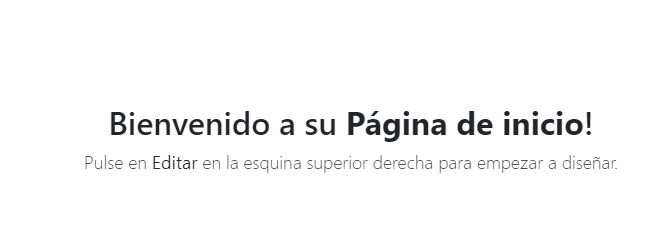 Bienvenido a su Página de inicio!
Pulse en Editar en la esquina superior derecha para empezar a diseñar.